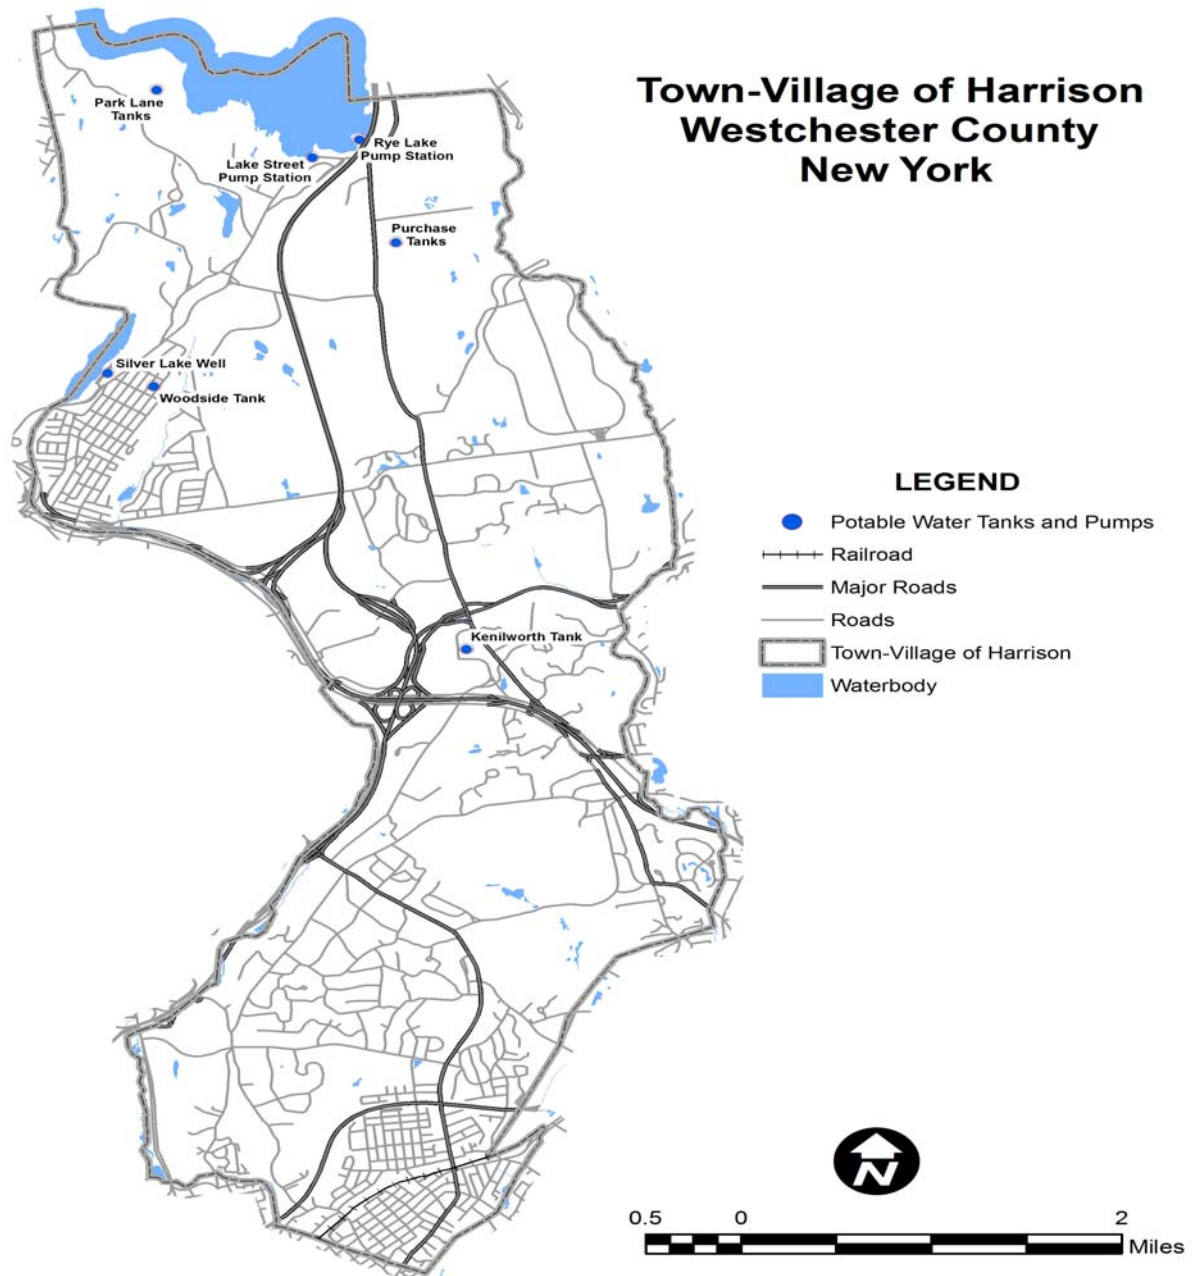 Town-Village of Harrison
Westchester County
New York
Park Lane
Tanks
Rye Lake
Pump Station
Lake Street
Pump Station
Purchase
Tanks
Silver Lake Well
Woodside Tank
Kenilworth Tank
LEGEND
Potable Water Tanks and Pumps
Railroad
Major Roads
Roads
Town-Village of Harrison
Waterbody
N
0.5 0 2
Miles